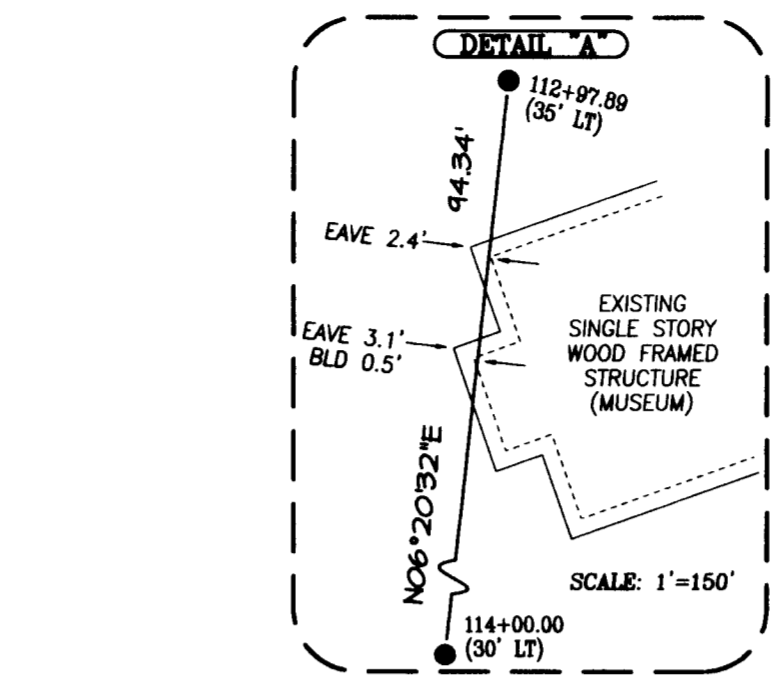 DETAIL "A"
112+97.89
(35' LT)
94.34'
EAVE 2.4'
EAVE 3.1'
BLD 0.5'
EXISTING
SINGLE STORY
WOOD FRAMED
STRUCTURE
(MUSEUM)
N06°20'32"E
SCALE: 1'=150'
114+00.00
(30' LT)